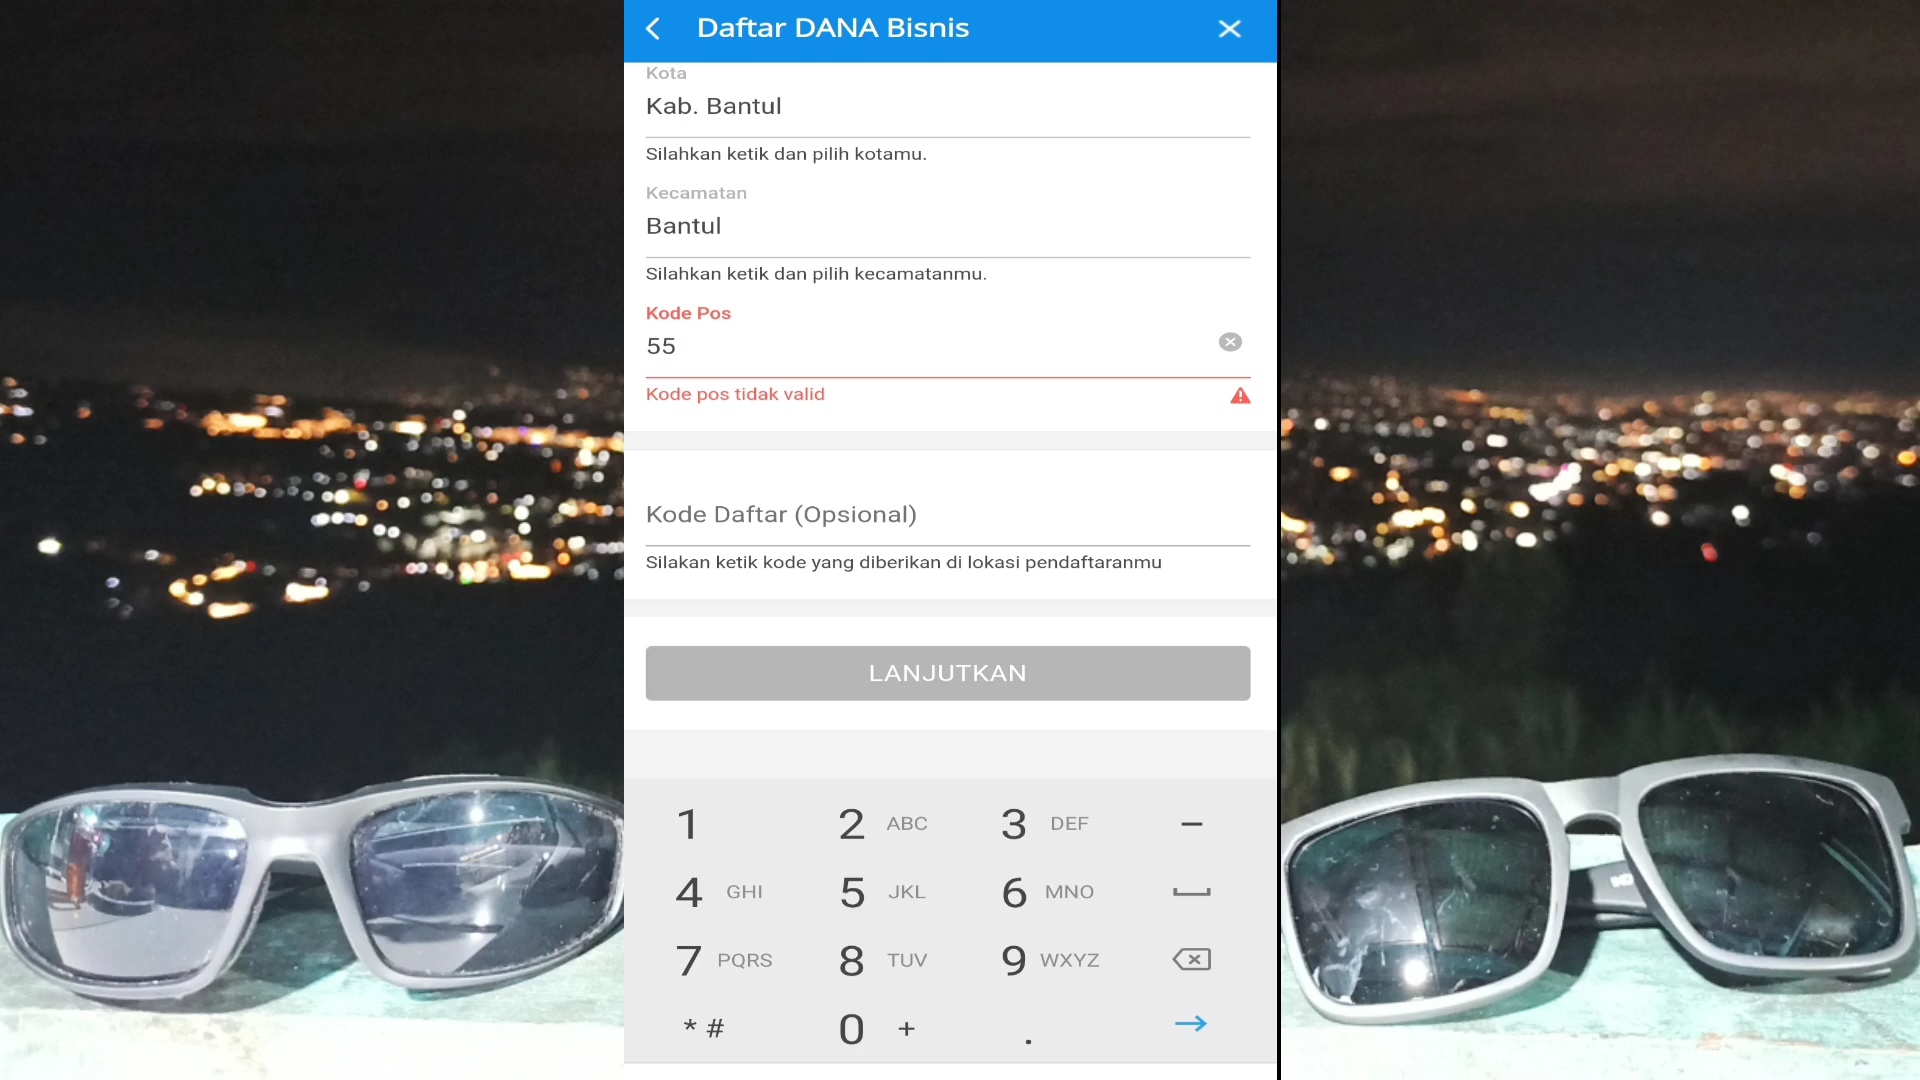 Daftar DANA Bisnis
Kota
Kab. Bantul
Silahkan ketik dan pilih kotamu.
Kecamatan
Bantul
Silahkan ketik dan pilih kecamatanmu.
Kode Pos
55
Kode pos tidak valid
Kode Daftar (Opsional)
Silakan ketik kode yang diberikan di lokasi pendaftaranmu
LANJUTKAN
1 2 ABC 3 DEF –
4 GHI 5 JKL 6 MNO
7 PQRS 8 TUV 9 WXYZ
* # 0 + .